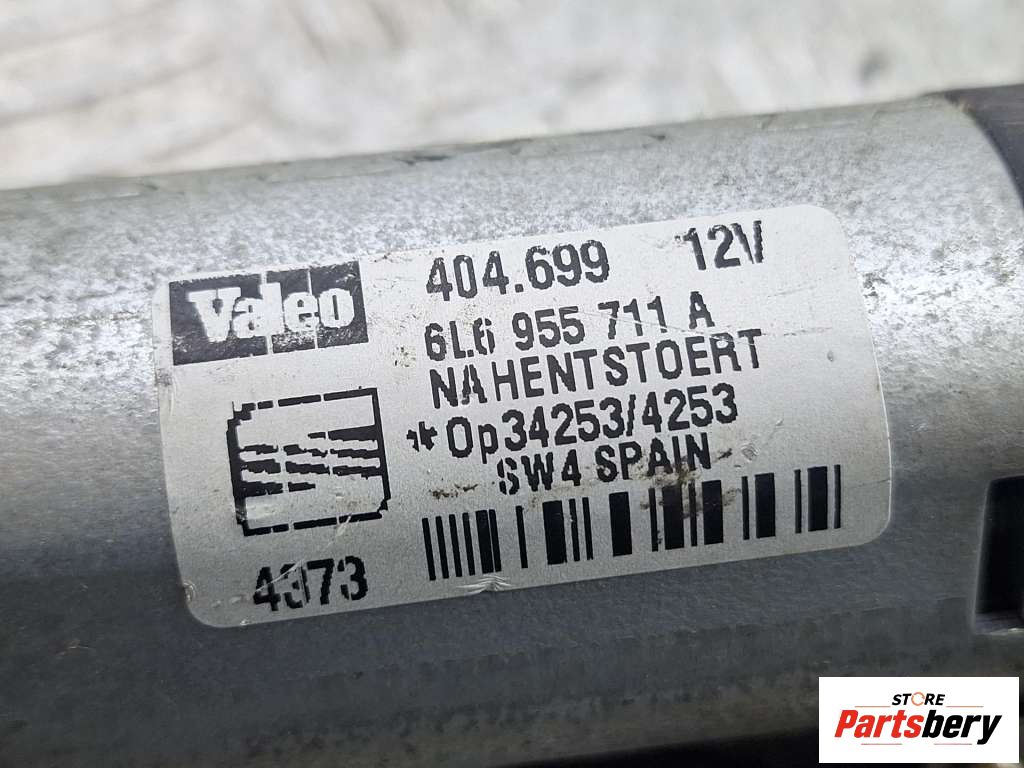 Valeo
404.699 12V
6L6 955 711 A
NAHENTSTOERT
*Op34253/4253
SW4 SPAIN
4373
STORE
Partsbery